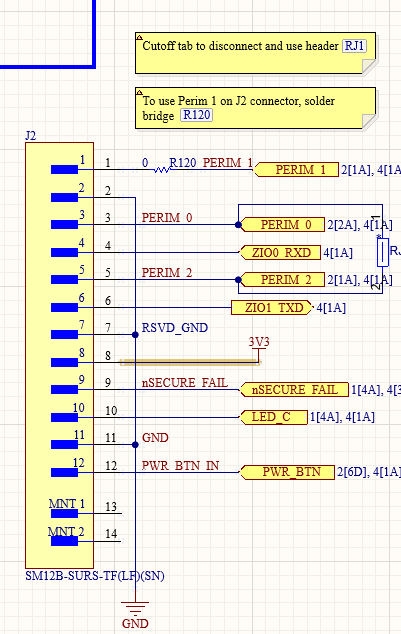 Cutoff tab to disconnect and use header RJ1
To use Perim 1 on J2 connector, solder
bridge R120
J2
1 1 0 R120 PERIM_1 PERIM_1 2[1A], 4[1A
2 2
3 3 PERIM_0 PERIM_0 2[2A], 4[1A] 1
4 4 ZIO0_RXD 4[1A] RJ
5 5 PERIM_2 PERIM_2 2[1A], 4[1A] 2
6 6 ZIO1_TXD 4[1A]
7 7 RSVD_GND
3V3
8 8
9 9 nSECURE_FAIL nSECURE_FAIL 1[4A], 4[3
10 10 LED_C 1[4A], 4[1A]
11 11 GND
12 12 PWR_BTN_IN PWR_BTN 2[6D], 4[1A
MNT 1 13
MNT 2 14
SM12B-SURS-TF(LF)(SN)
GND